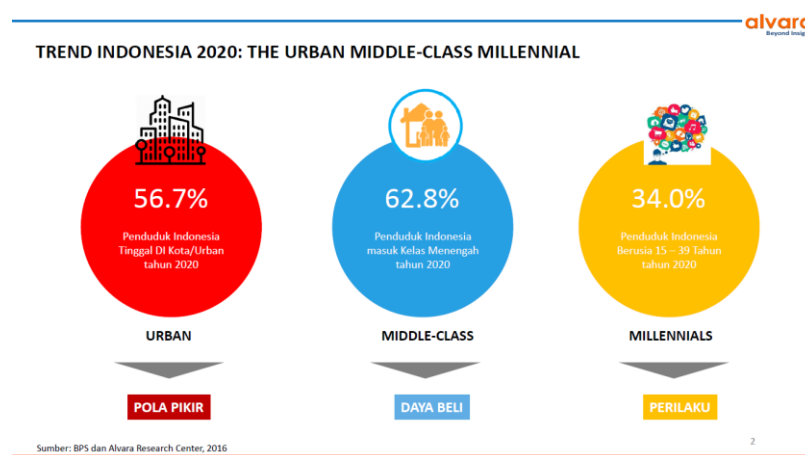 alvara
Beyond Insig
TREND INDONESIA 2020: THE URBAN MIDDLE-CLASS MILLENNIAL
56.7%
Penduduk Indonesia
Tinggal DI Kota/Urban
tahun 2020
62.8%
Penduduk Indonesia
masuk Kelas Menengah
tahun 2020
34.0%
Penduduk Indonesia
Berusia 15 – 39 Tahun
tahun 2020
URBAN
MIDDLE-CLASS
MILLENNIALS
POLA PIKIR
DAYA BELI
PERILAKU
Sumber: BPS dan Alvara Research Center, 2016
2